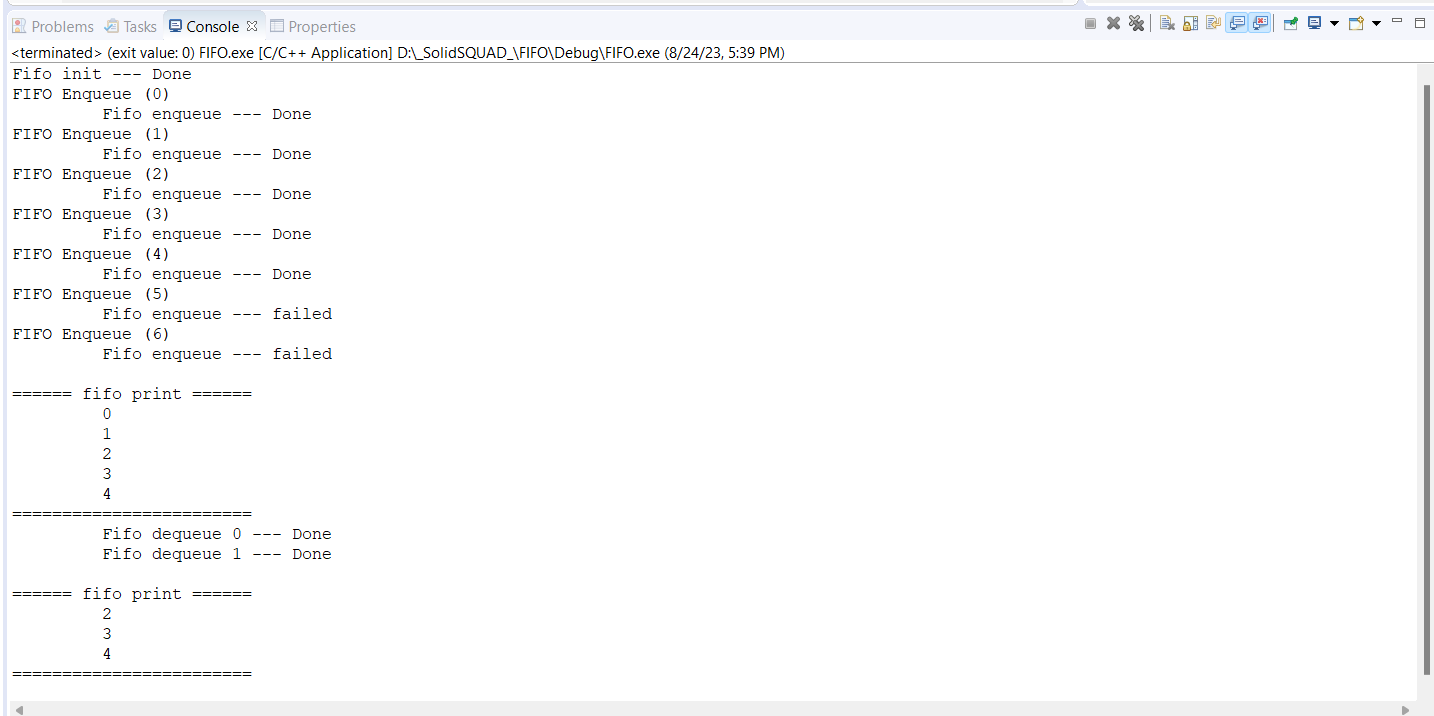 Problems Tasks Console Properties
<terminated> (exit value: 0) FIFO.exe [C/C++ Application] D:\_SolidSQUAD_\FIFO\Debug\FIFO.exe (8/24/23, 5:39 PM)
Fifo init --- Done
FIFO Enqueue (0)
Fifo enqueue --- Done
FIFO Enqueue (1)
Fifo enqueue --- Done
FIFO Enqueue (2)
Fifo enqueue --- Done
FIFO Enqueue (3)
Fifo enqueue --- Done
FIFO Enqueue (4)
Fifo enqueue --- Done
FIFO Enqueue (5)
Fifo enqueue --- failed
FIFO Enqueue (6)
Fifo enqueue --- failed
====== fifo print ======
0
1
2
3
4
========================
Fifo dequeue 0 --- Done
Fifo dequeue 1 --- Done
====== fifo print ======
2
3
4
========================